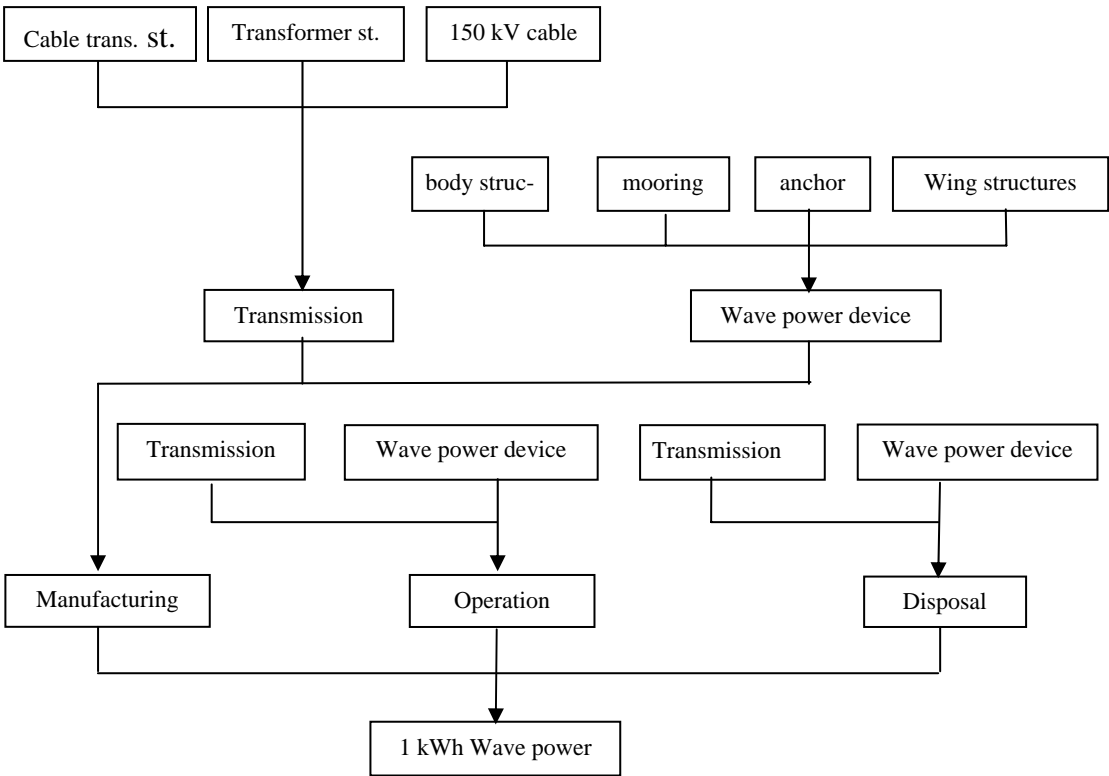 Cable trans. st.
Transformer st.
150 kV cable
body struc-
mooring
anchor
Wing structures
Transmission
Wave power device
Transmission
Wave power device
Transmission
Wave power device
Manufacturing
Operation
Disposal
1 kWh Wave power